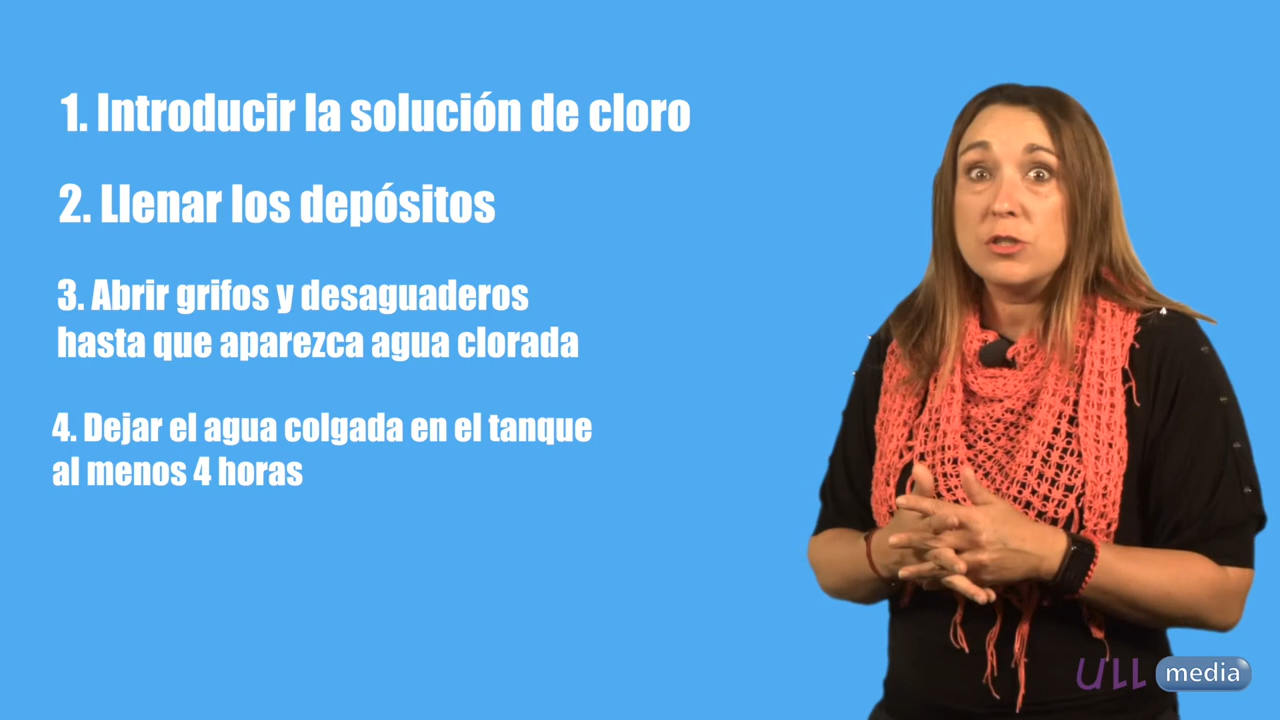 1. Introducir la solución de cloro
2. Llenar los depósitos
3. Abrir grifos y desaguaderos
hasta que aparezca agua clorada
4. Dejar el agua colgada en el tanque
al menos 4 horas
ULL media